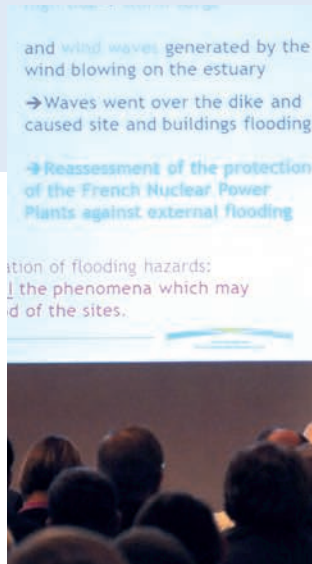 and wind waves generated by the
wind blowing on the estuary
→Waves went over the dike and
caused site and buildings flooding
→Reassessment of the protection
of the French Nuclear Power
Plants against external flooding
ation of flooding hazards:
l the phenomena which may
d of the sites.